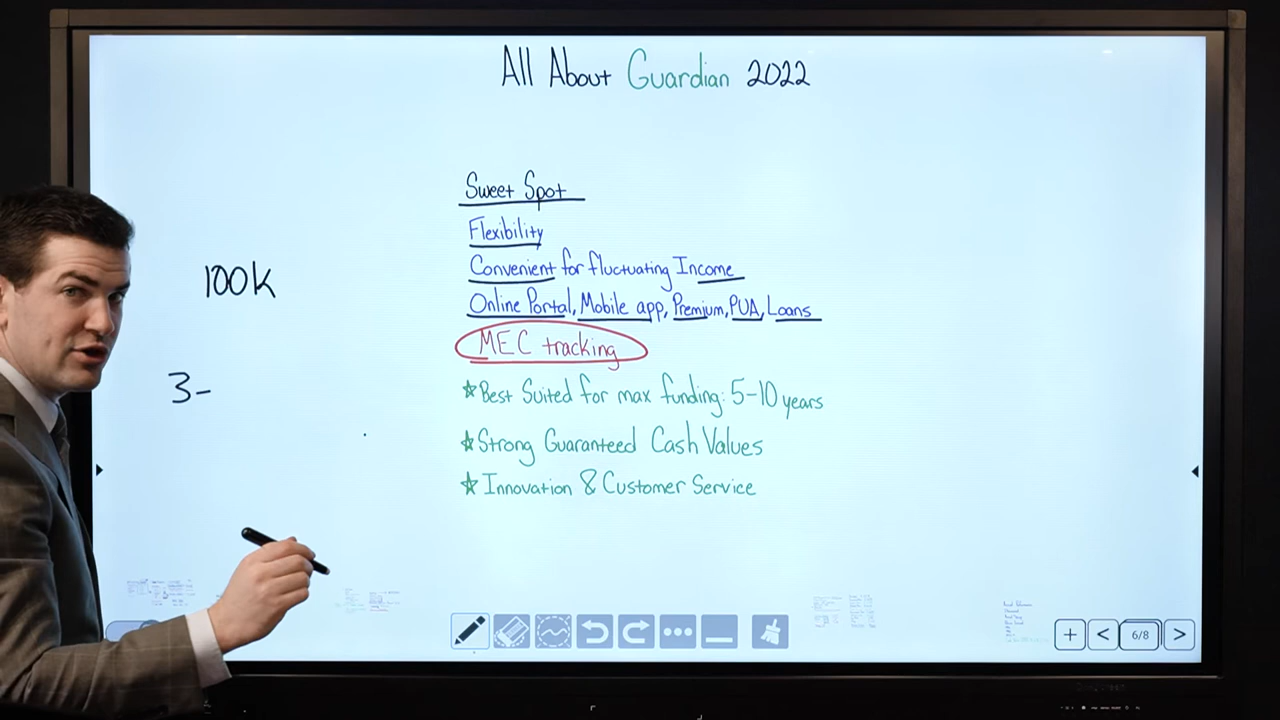 All About Guardian 2022
Sweet Spot
Flexibility
Convenient for fluctuating Income
100K
Online Portal, Mobile app, Premium, PUA, Loans
MEC tracking
3-
☆Best Suited for max funding: 5-10 years
☆Strong Guaranteed Cash Values
☆Innovation & Customer Service
+ < 6/8 >